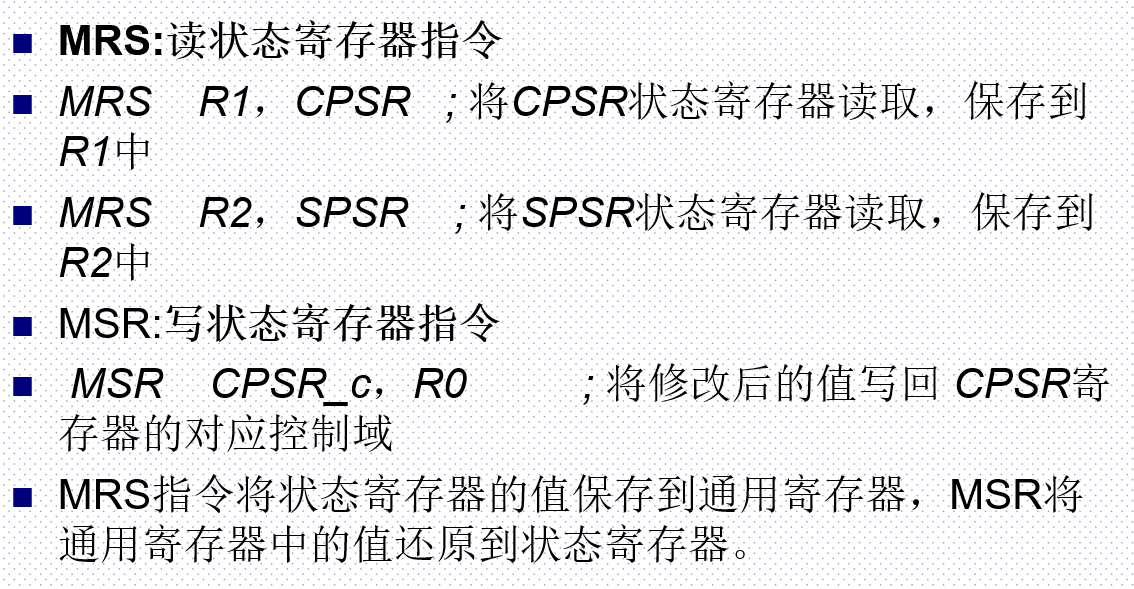 MRS:读状态寄存器指令
MRS R1，CPSR ; 将CPSR状态寄存器读取，保存到
R1中
MRS R2，SPSR ; 将SPSR状态寄存器读取，保存到
R2中
MSR:写状态寄存器指令
MSR CPSR_c，R0 ; 将修改后的值写回 CPSR寄
存器的对应控制域
MRS指令将状态寄存器的值保存到通用寄存器，MSR将
通用寄存器中的值还原到状态寄存器。